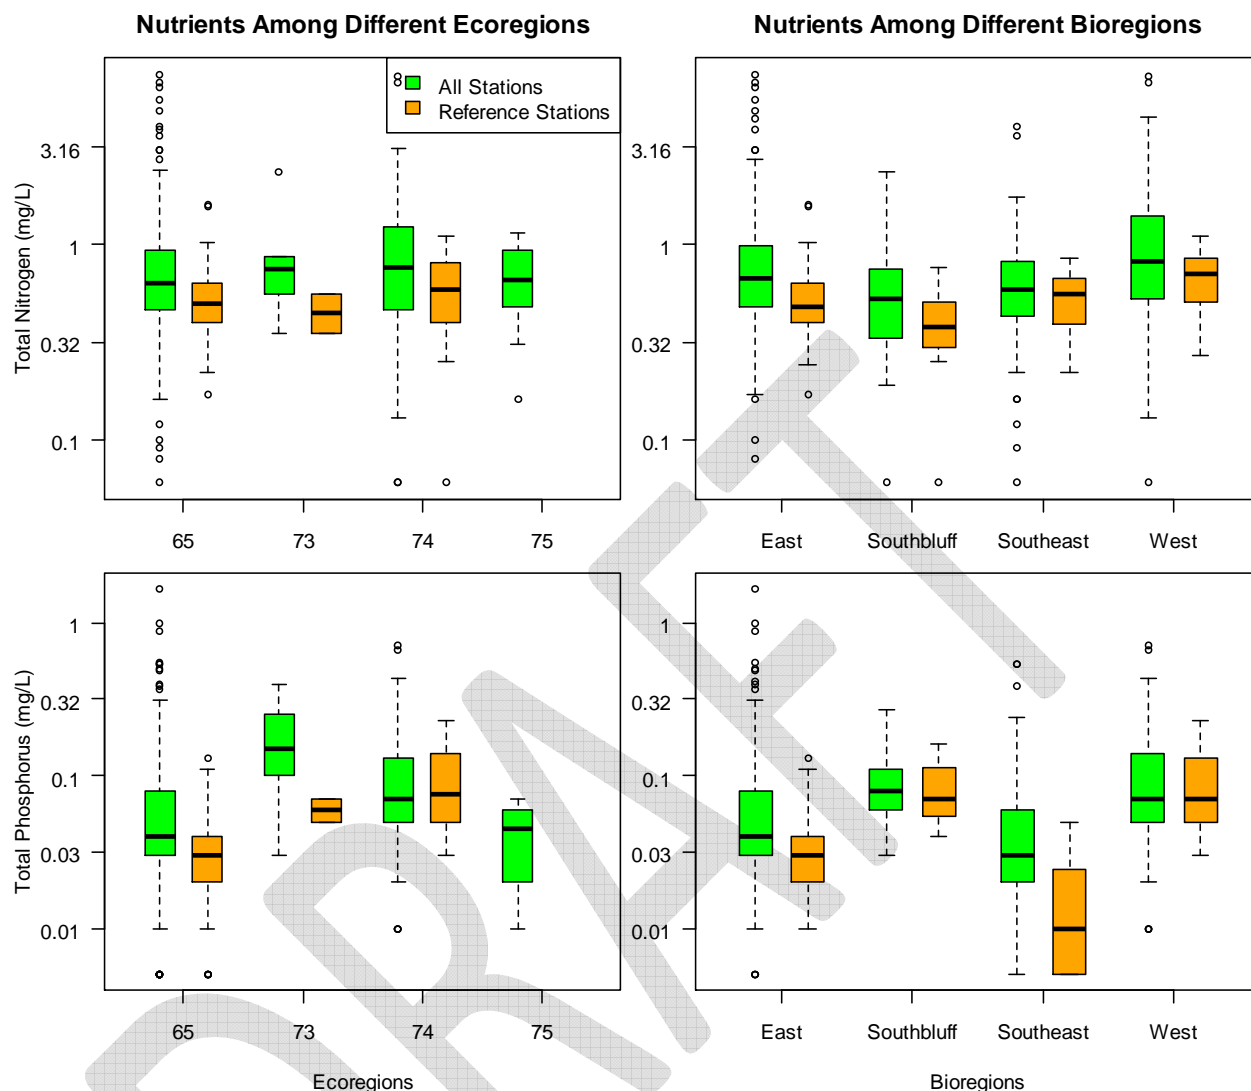 Nutrients Among Different Ecoregions
Nutrients Among Different Bioregions
All Stations
Reference Stations
Total Nitrogen (mg/L)
3.16
1
0.32
0.1
65
73
74
75
3.16
1
0.32
0.1
East
Southbluff
Southeast
West
Total Phosphorus (mg/L)
1
0.32
0.1
0.03
0.01
65
73
74
75
Ecoregions
1
0.32
0.1
0.03
0.01
East
Southbluff
Southeast
West
Bioregions
DRAFT